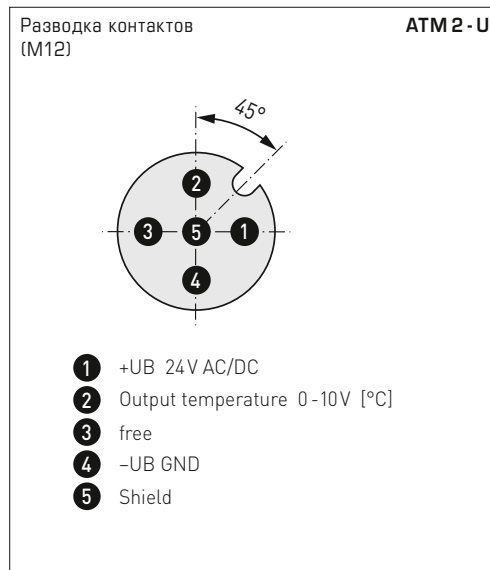 Разводка контактов
(M12)
ATM 2 - U
45°
2
3
5
1
4
1 +UB 24V AC/DC
2 Output temperature 0 -10V [°C]
3 free
4 –UB GND
5 Shield